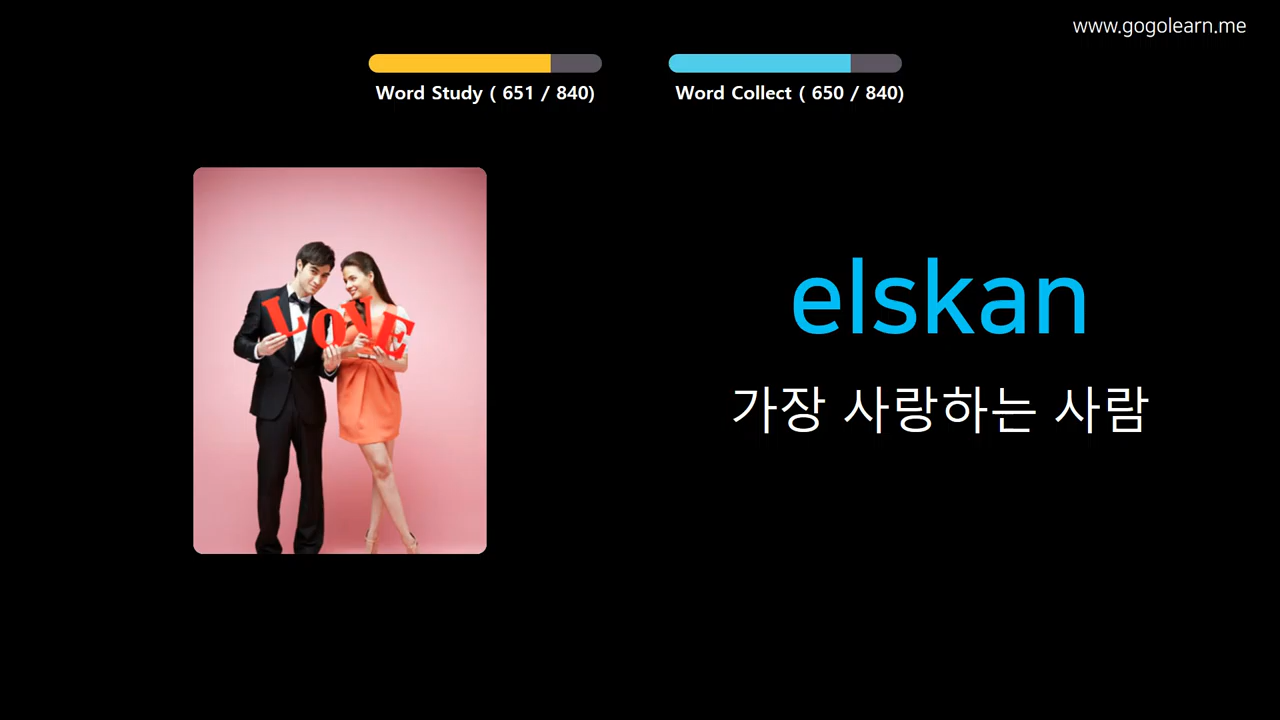 www.gogolearn.me
Word Study ( 651 / 840)
Word Collect ( 650 / 840)
LOVE
elskan
가장 사랑하는 사람